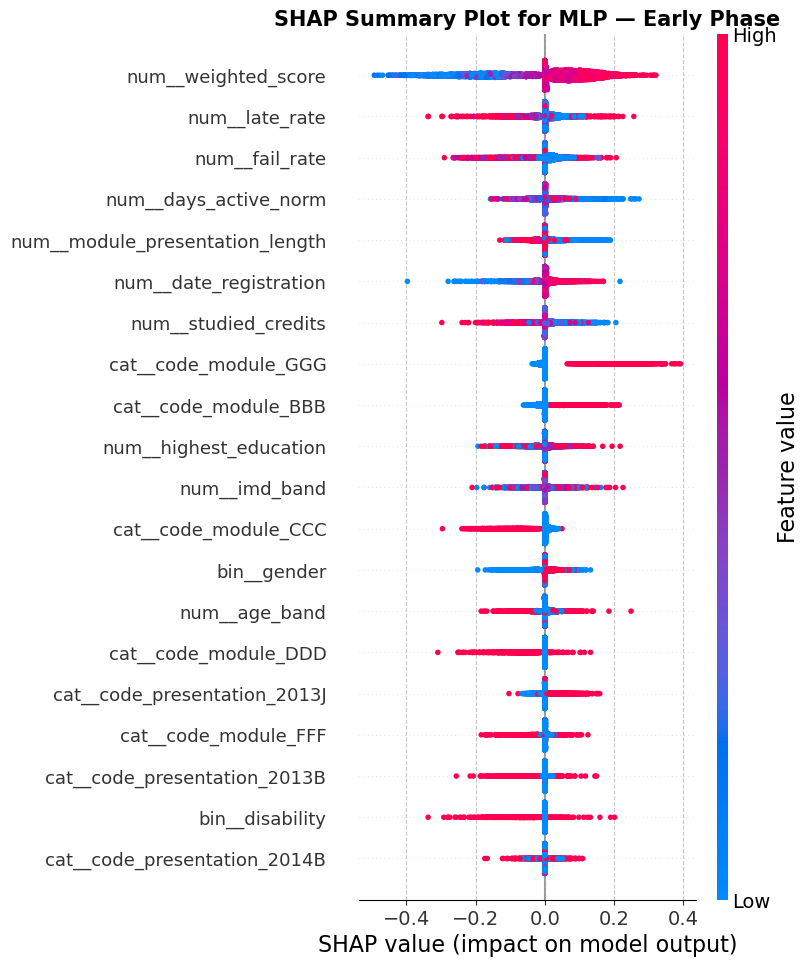 SHAP Summary Plot for MLP — Early Phase
High
num__weighted_score
num__late_rate
num__fail_rate
num__days_active_norm
num__module_presentation_length
num__date_registration
num__studied_credits
cat__code_module_GGG
cat__code_module_BBB
num__highest_education
num__imd_band
cat__code_module_CCC
bin__gender
num__age_band
cat__code_module_DDD
cat__code_presentation_2013J
cat__code_module_FFF
cat__code_presentation_2013B
bin__disability
cat__code_presentation_2014B
Feature value
Low
−0.4 −0.2 0.0 0.2 0.4
SHAP value (impact on model output)